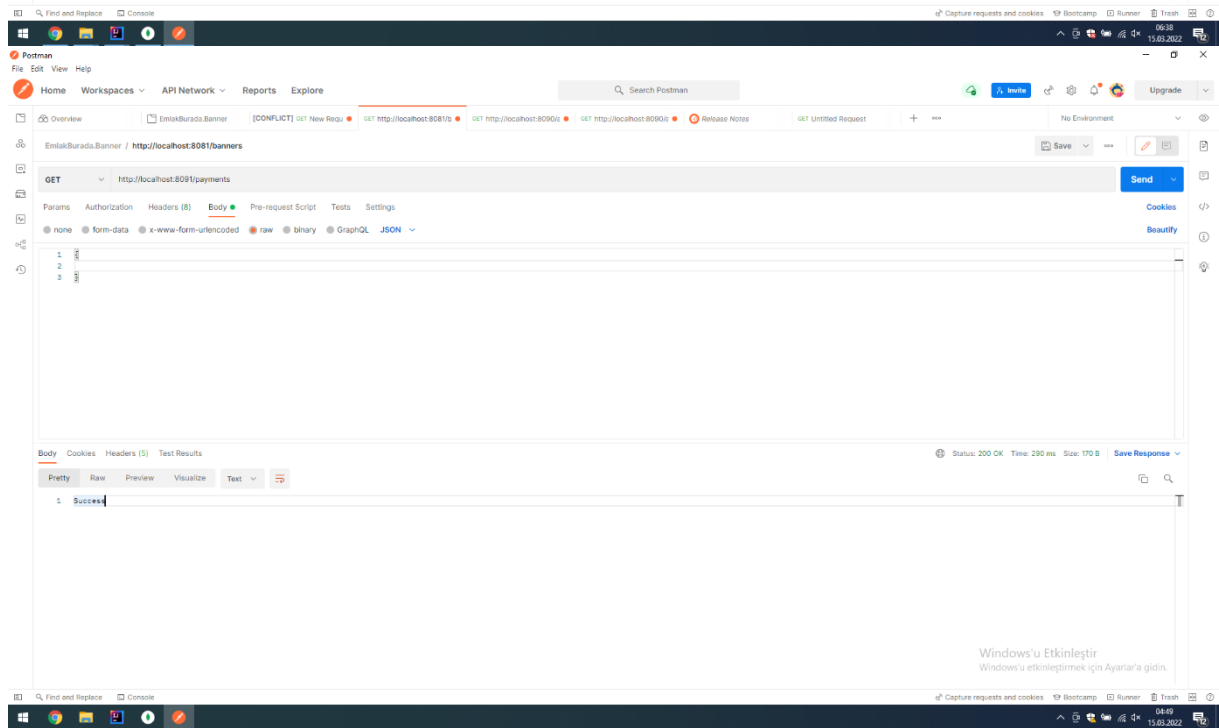 Find and Replace Console Capture requests and cookies Bootcamp Runner Trash
06:38
15.03.2022
Postman
File Edit View Help
Home Workspaces API Network Reports Explore Search Postman Invite Upgrade
Overview EmlakBurada.Banner [CONFLICT] GET New Requ GET http://localhost:8081/b GET http://localhost:8090/e GET http://localhost:8090/e Release Notes GET Untitled Request No Environment
EmlakBurada.Banner / http://localhost:8081/banners Save
GET http://localhost:8091/payments Send
Params Authorization Headers (8) Body Pre-request Script Tests Settings Cookies
none form-data x-www-form-urlencoded raw binary GraphQL JSON Beautify
1 {
2
3 }
Body Cookies Headers (5) Test Results Status: 200 OK Time: 290 ms Size: 170 B Save Response
Pretty Raw Preview Visualize Text
1 Success
Windows'u Etkinleştir
Windows'u etkinleştirmek için Ayarlar'a gidin.
Find and Replace Console Capture requests and cookies Bootcamp Runner Trash
04:49
15.03.2022